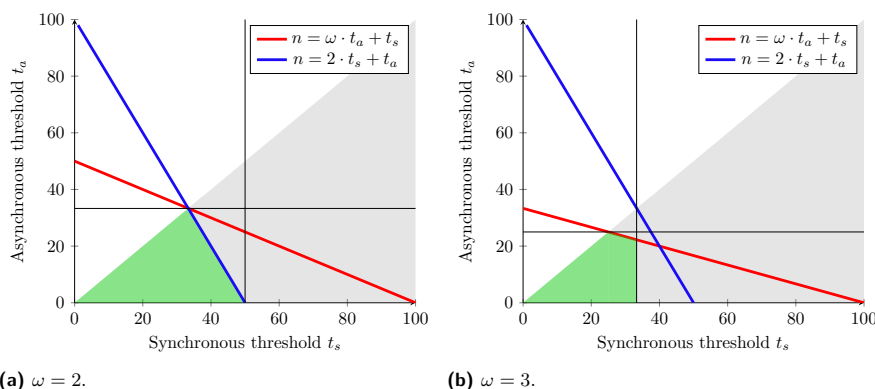 100
80
60
40
20
0
Asynchronous threshold t_a
n = ω · t_a + t_s
n = 2 · t_s + t_a
0 20 40 60 80 100
Synchronous threshold t_s
(a) ω = 2.
100
80
60
40
20
0
Asynchronous threshold t_a
n = ω · t_a + t_s
n = 2 · t_s + t_a
0 20 40 60 80 100
Synchronous threshold t_s
(b) ω = 3.